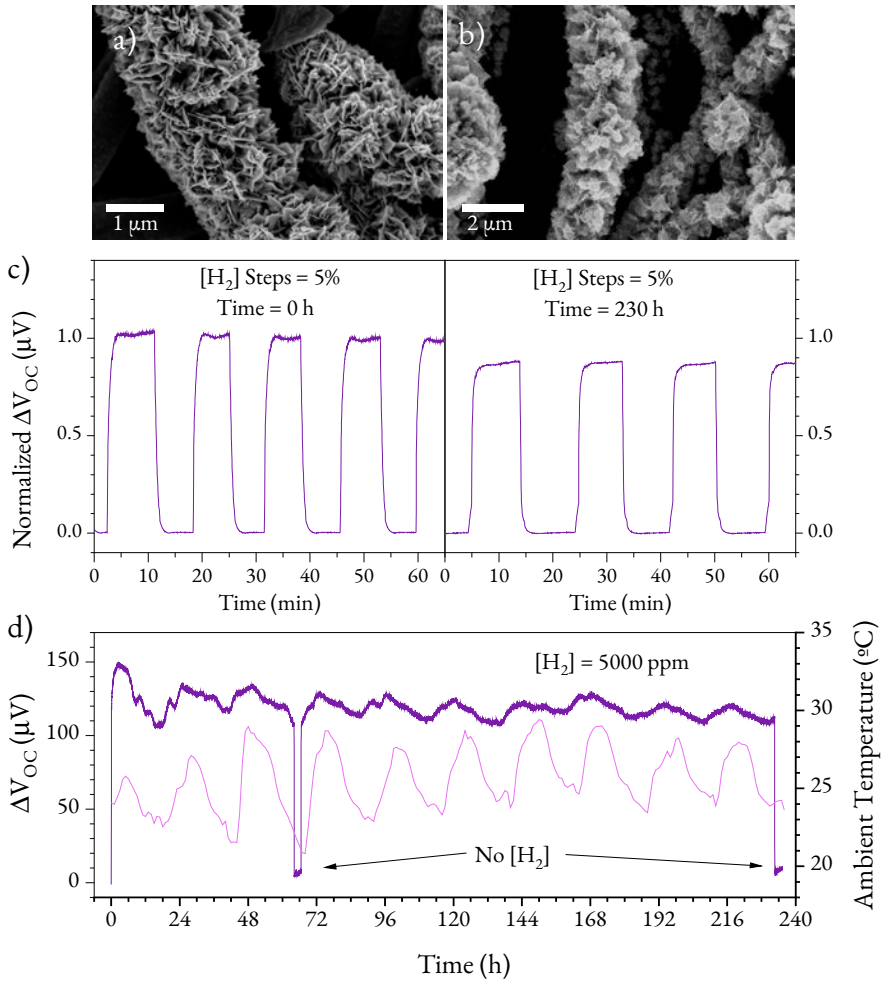 a)
1 μm
b)
2 μm
c)
[H₂] Steps = 5%
Time = 0 h
[H₂] Steps = 5%
Time = 230 h
Normalized ΔV_OC (μV)
1.0
0.5
0.0
1.0
0.5
0.0
0 10 20 30 40 50 60
0 10 20 30 40 50 60
Time (min)
Time (min)
d)
[H₂] = 5000 ppm
No [H₂]
ΔV_OC (μV)
150
100
50
0
35
30
25
20
Ambient Temperature (ºC)
0 24 48 72 96 120 144 168 192 216 240
Time (h)